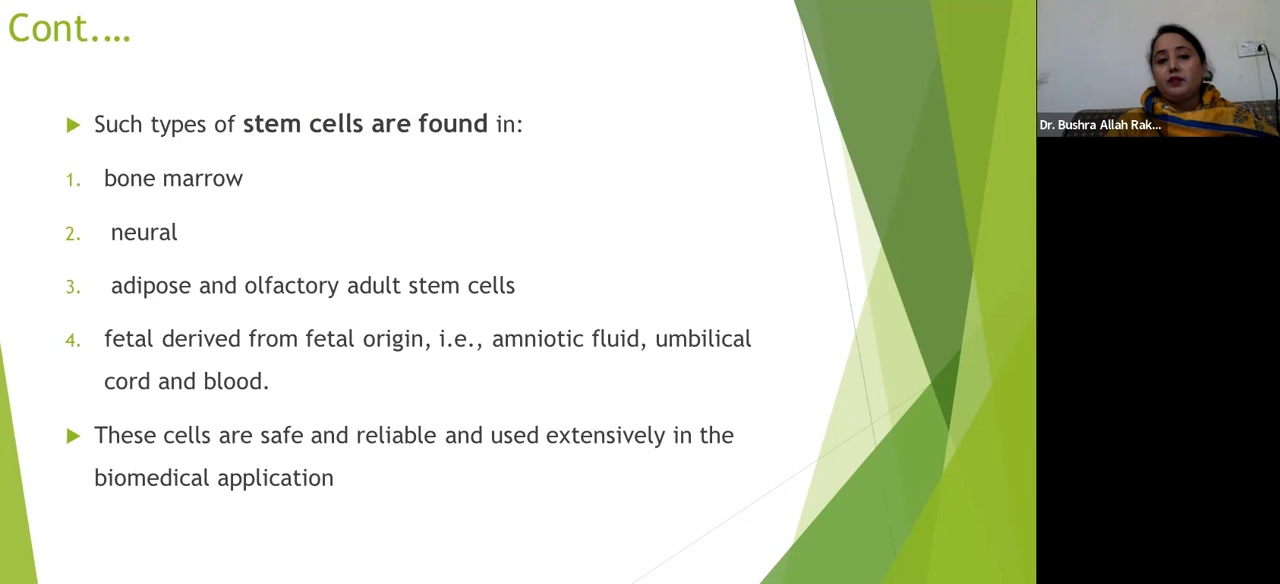 Cont.…
Such types of stem cells are found in:
1. bone marrow
2. neural
3. adipose and olfactory adult stem cells
4. fetal derived from fetal origin, i.e., amniotic fluid, umbilical
cord and blood.
These cells are safe and reliable and used extensively in the
biomedical application
Dr. Bushra Allah Rak...